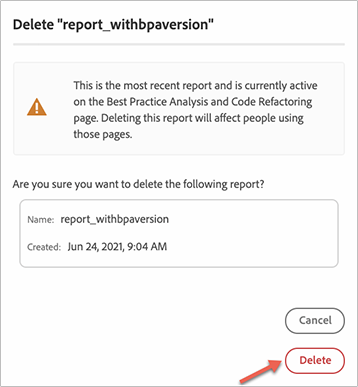 Delete "report_withbpaversion"
This is the most recent report and is currently active
on the Best Practice Analysis and Code Refactoring
page. Deleting this report will affect people using
those pages.
Are you sure you want to delete the following report?
Name: report_withbpaversion
Created: Jun 24, 2021, 9:04 AM
Cancel
Delete